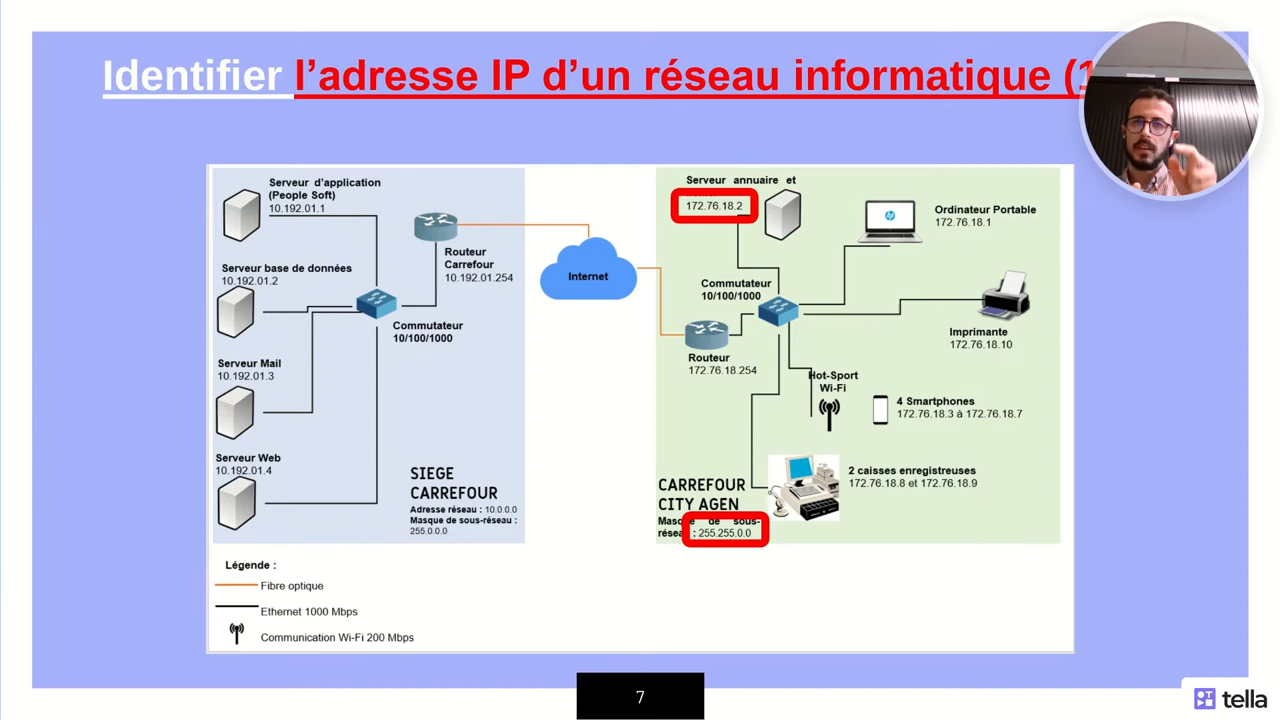 Identifier l’adresse IP d’un réseau informatique (1
Serveur d’application
(People Soft)
10.192.01.1
Serveur base de données
10.192.01.2
Serveur Mail
10.192.01.3
Serveur Web
10.192.01.4
Routeur
Carrefour
10.192.01.254
Commutateur
10/100/1000
SIEGE
CARREFOUR
Adresse réseau : 10.0.0.0
Masque de sous-réseau :
255.0.0.0
Internet
Serveur annuaire et
172.76.18.2
Ordinateur Portable
172.76.18.1
Commutateur
10/100/1000
Imprimante
172.76.18.10
Routeur
172.76.18.254
Hot-Sport
Wi-Fi
4 Smartphones
172.76.18.3 à 172.76.18.7
2 caisses enregistreuses
172.76.18.8 et 172.76.18.9
CARREFOUR
CITY AGEN
Masque de sous-
réseau : 255.255.0.0
Légende :
Fibre optique
Ethernet 1000 Mbps
Communication Wi-Fi 200 Mbps
7
tella